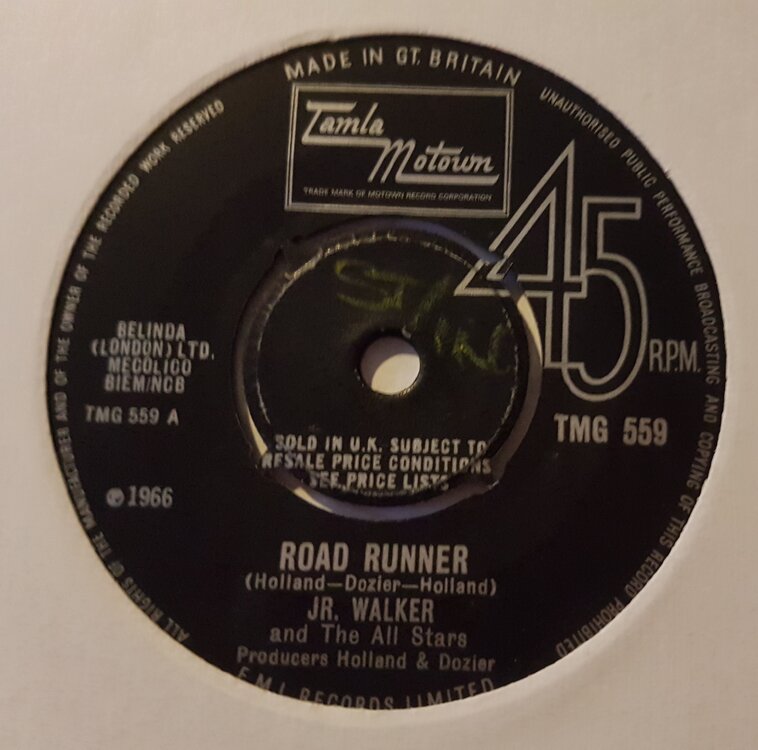 MADE IN GT. BRITAIN
Tamla
Motown
TRADE MARK OF MOTOWN RECORD CORPORATION
45
R.P.M.
BELINDA
(LONDON) LTD.
MECOLICO
BIEM/NCB
TMG 559 A
TMG 559
SOLD IN U.K. SUBJECT TO
RESALE PRICE CONDITIONS
SEE PRICE LISTS
℗ 1966
ROAD RUNNER
(Holland—Dozier—Holland)
JR. WALKER
and The All Stars
Producers Holland & Dozier
E.M.I. RECORDS LIMITED
ALL RIGHTS OF THE MANUFACTURER AND OF THE OWNER OF THE RECORDED WORK RESERVED
UNAUTHORISED PUBLIC PERFORMANCE BROADCASTING AND COPYING OF THIS RECORD PROHIBITED